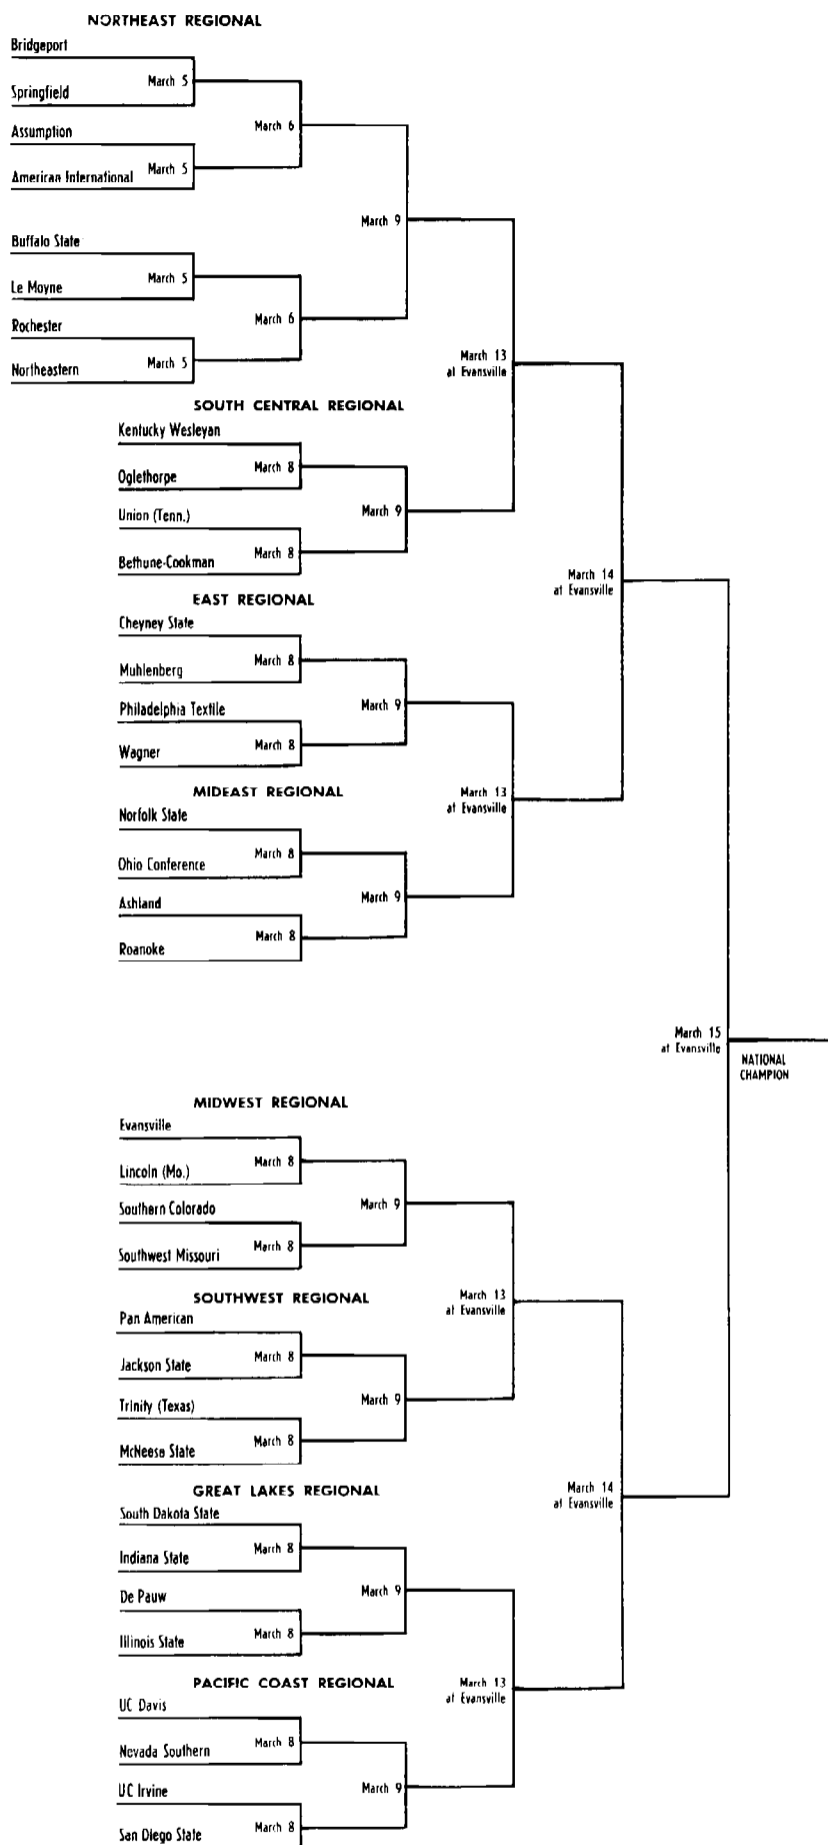 NORTHEAST REGIONAL
Bridgeport
March 5
Springfield
March 6
Assumption
March 5
American International
March 9
Buffalo State
March 5
Le Moyne
March 6
Rochester
March 5
Northeastern
March 13
at Evansville
SOUTH CENTRAL REGIONAL
Kentucky Wesleyan
March 8
Oglethorpe
March 9
Union (Tenn.)
March 8
Bethune-Cookman
March 14
at Evansville
EAST REGIONAL
Cheyney State
March 8
Muhlenberg
March 9
Philadelphia Textile
March 8
Wagner
March 13
at Evansville
MIDEAST REGIONAL
Norfolk State
March 8
Ohio Conference
March 9
Ashland
March 8
Roanoke
March 15
at Evansville
NATIONAL
CHAMPION
MIDWEST REGIONAL
Evansville
March 8
Lincoln (Mo.)
March 9
Southern Colorado
March 8
Southwest Missouri
March 13
at Evansville
SOUTHWEST REGIONAL
Pan American
March 8
Jackson State
March 9
Trinity (Texas)
March 8
McNeese State
March 14
at Evansville
GREAT LAKES REGIONAL
South Dakota State
March 8
Indiana State
March 9
De Pauw
March 8
Illinois State
March 13
at Evansville
PACIFIC COAST REGIONAL
UC Davis
March 8
Nevada Southern
March 9
UC Irvine
March 8
San Diego State